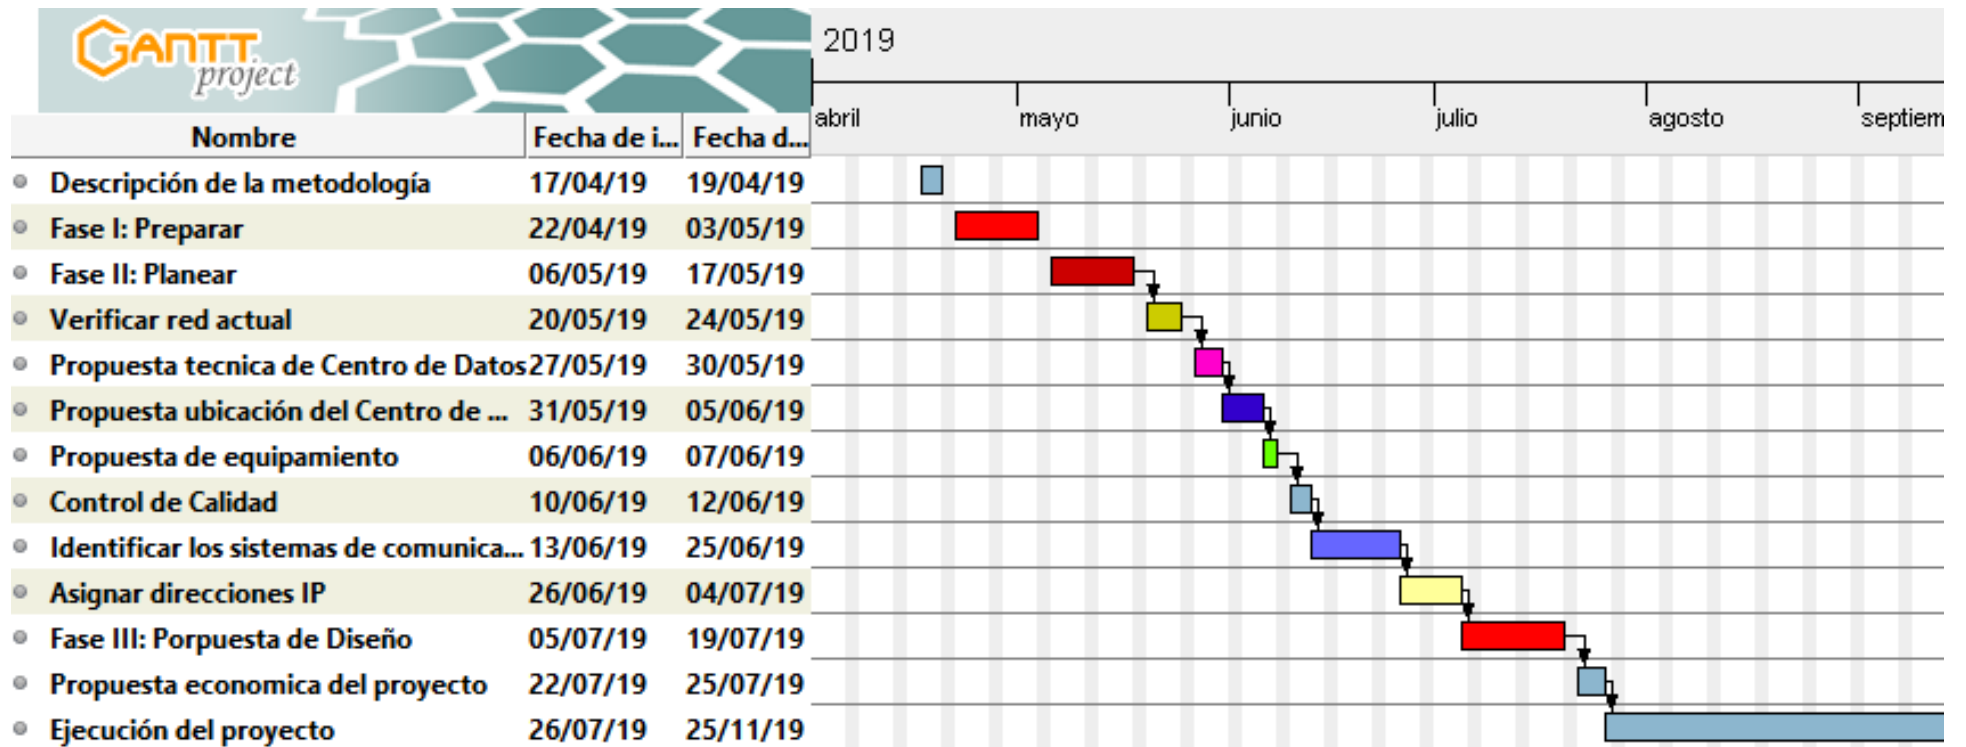 GANTT
project
2019
abril mayo junio julio agosto septiem
Nombre Fecha de i... Fecha d...
Descripción de la metodología 17/04/19 19/04/19
Fase I: Preparar 22/04/19 03/05/19
Fase II: Planear 06/05/19 17/05/19
Verificar red actual 20/05/19 24/05/19
Propuesta tecnica de Centro de Datos 27/05/19 30/05/19
Propuesta ubicación del Centro de ... 31/05/19 05/06/19
Propuesta de equipamiento 06/06/19 07/06/19
Control de Calidad 10/06/19 12/06/19
Identificar los sistemas de comunica... 13/06/19 25/06/19
Asignar direcciones IP 26/06/19 04/07/19
Fase III: Porpuesta de Diseño 05/07/19 19/07/19
Propuesta economica del proyecto 22/07/19 25/07/19
Ejecución del proyecto 26/07/19 25/11/19